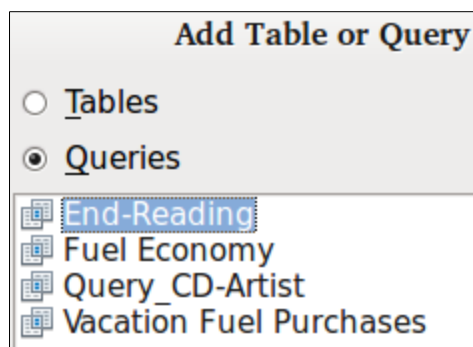 Add Table or Query
Tables
Queries
End-Reading
Fuel Economy
Query_CD-Artist
Vacation Fuel Purchases